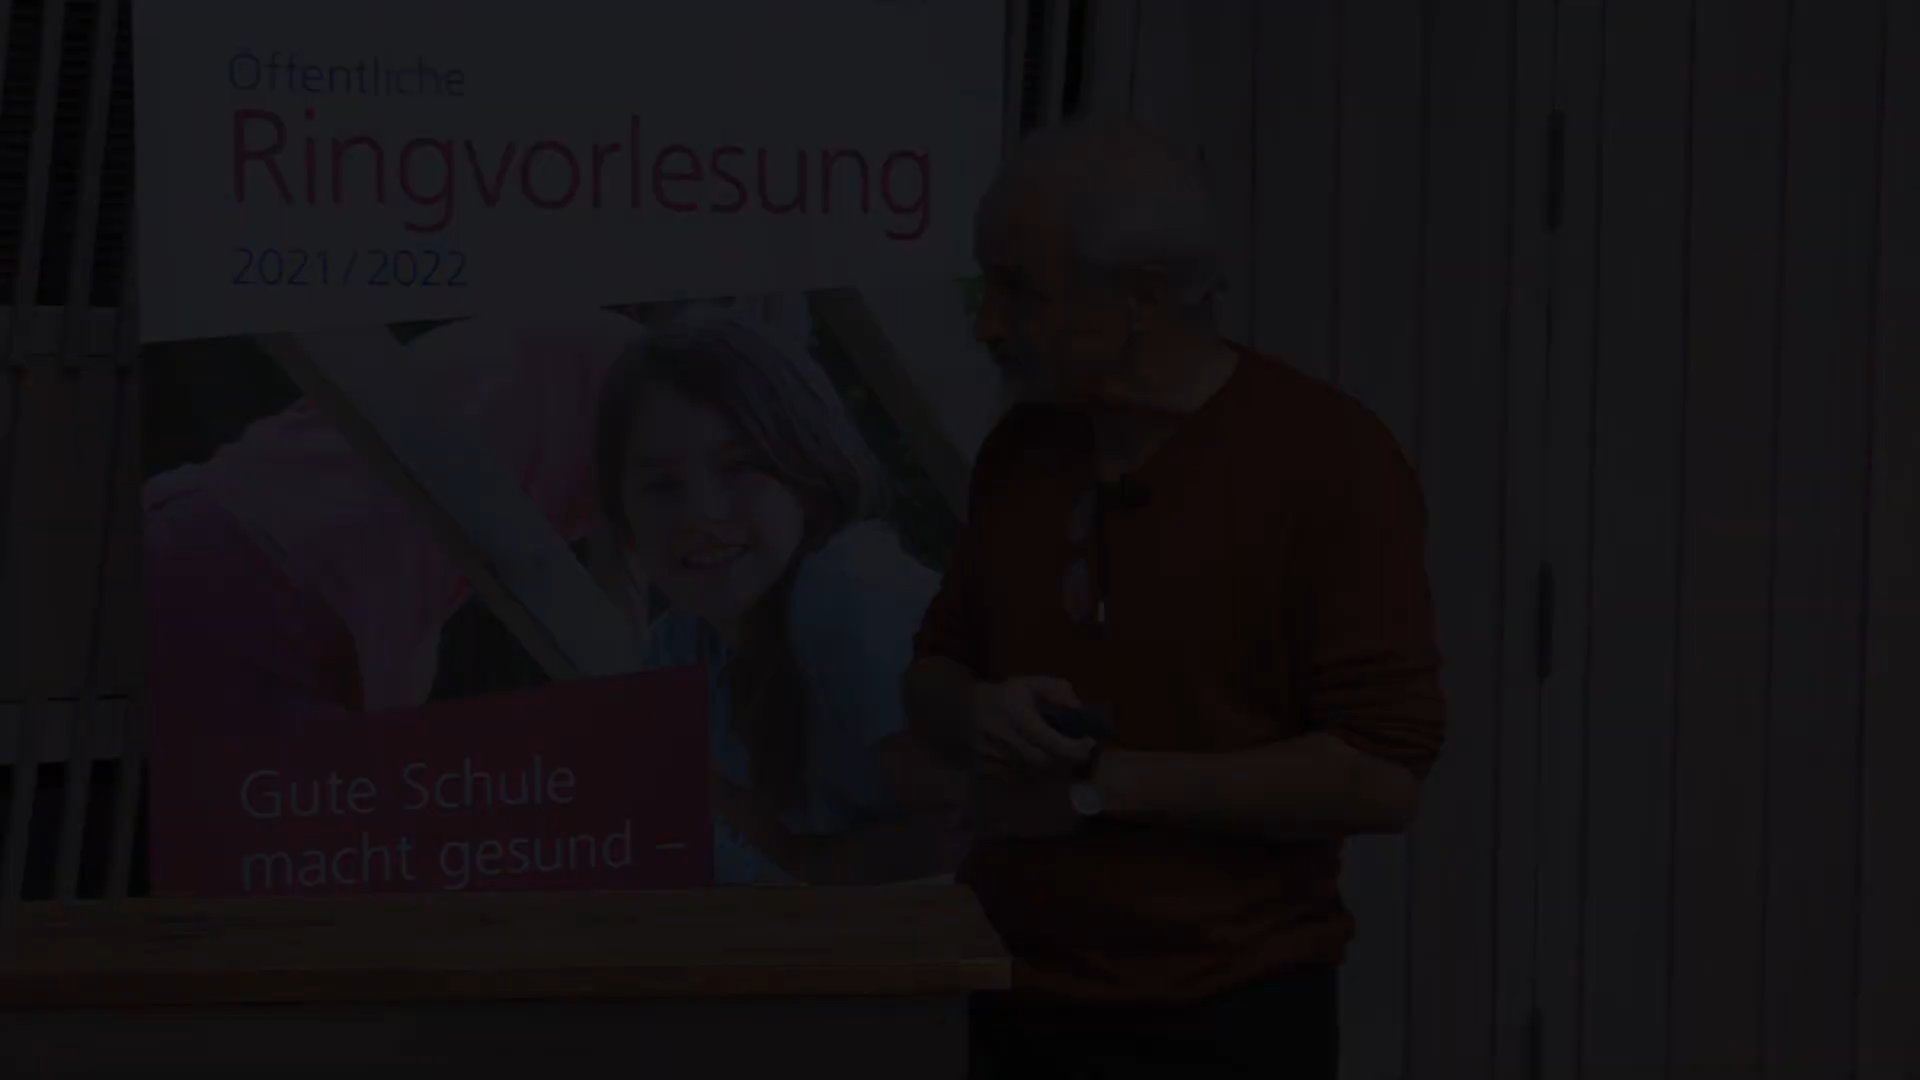 Öffentliche
Ringvorlesung
2021/2022
Gute Schule
macht gesund –